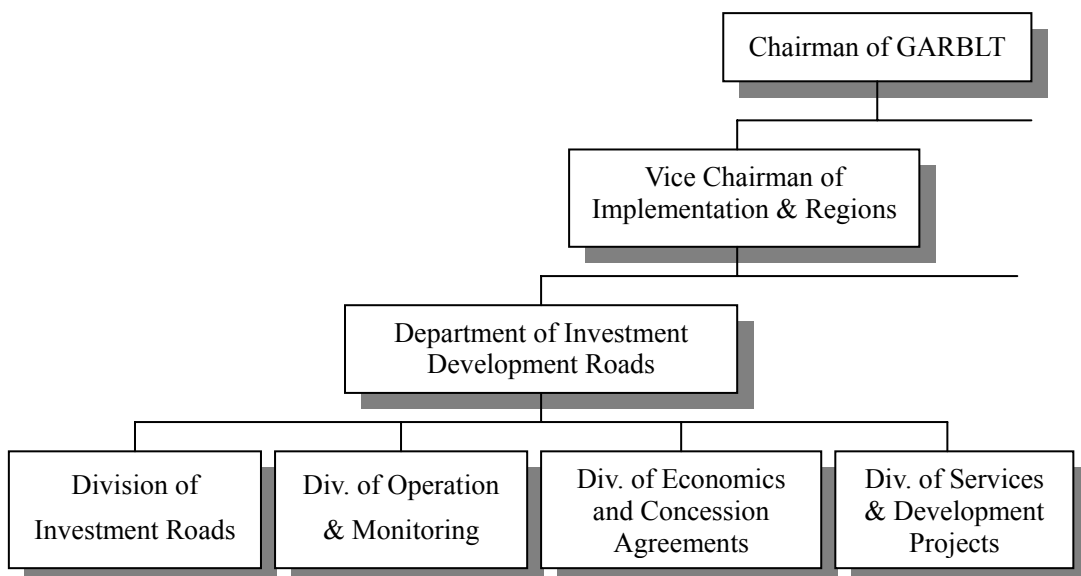 Chairman of GARBLT
Vice Chairman of
Implementation & Regions
Department of Investment
Development Roads
Division of
Investment Roads
Div. of Operation
& Monitoring
Div. of Economics
and Concession
Agreements
Div. of Services
& Development
Projects